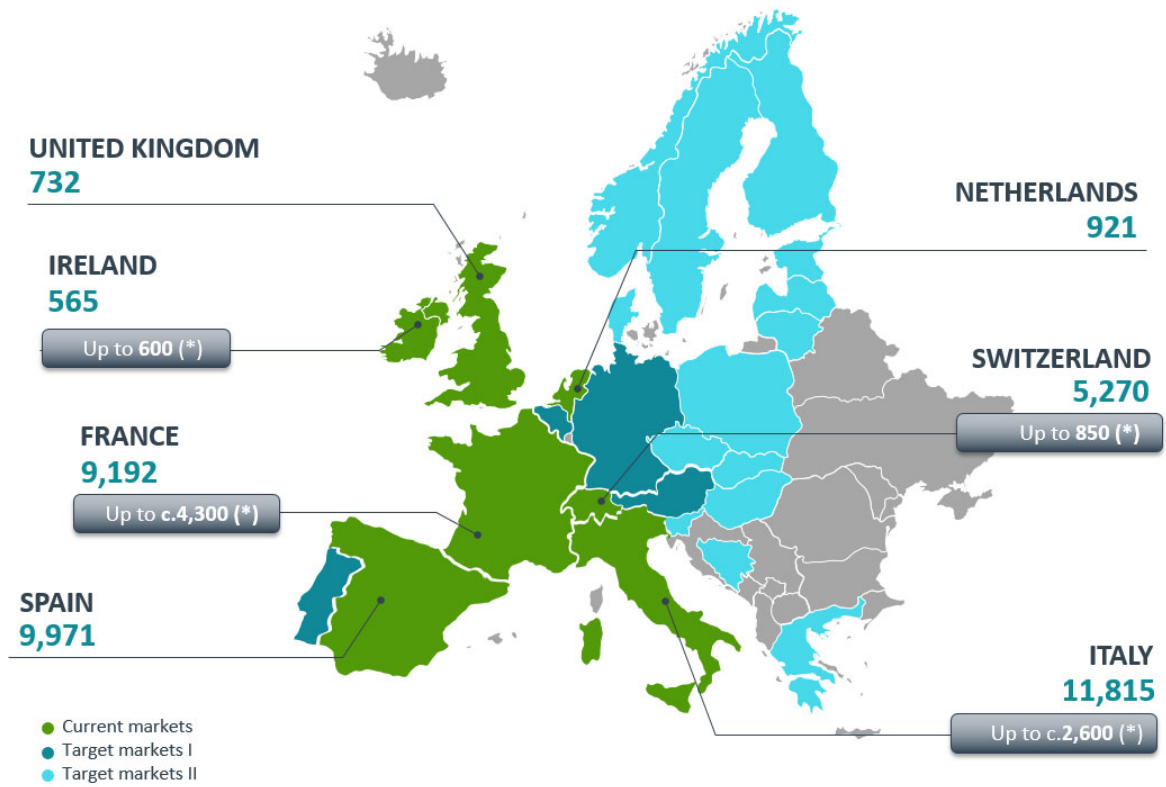 UNITED KINGDOM
732
NETHERLANDS
921
IRELAND
565
Up to 600 (*)
SWITZERLAND
5,270
Up to 850 (*)
FRANCE
9,192
Up to c.4,300 (*)
SPAIN
9,971
ITALY
11,815
Up to c.2,600 (*)
Current markets
Target markets I
Target markets II